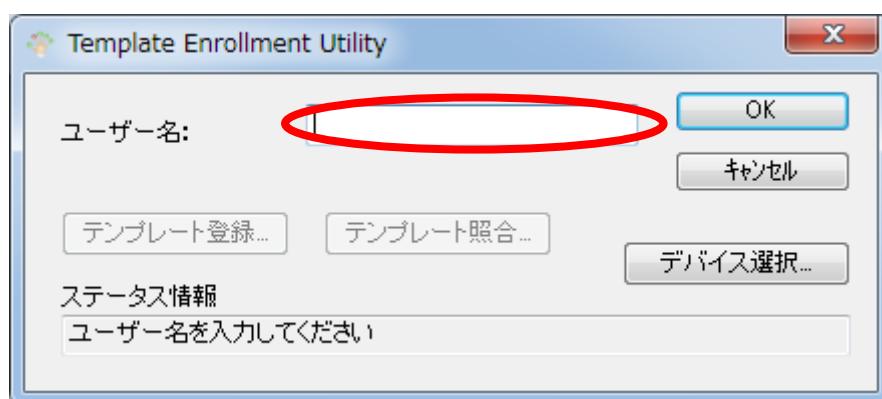 Template Enrollment Utility
ユーザー名:
OK
キャンセル
テンプレート登録...
テンプレート照合...
デバイス選択...
ステータス情報
ユーザー名を入力してください